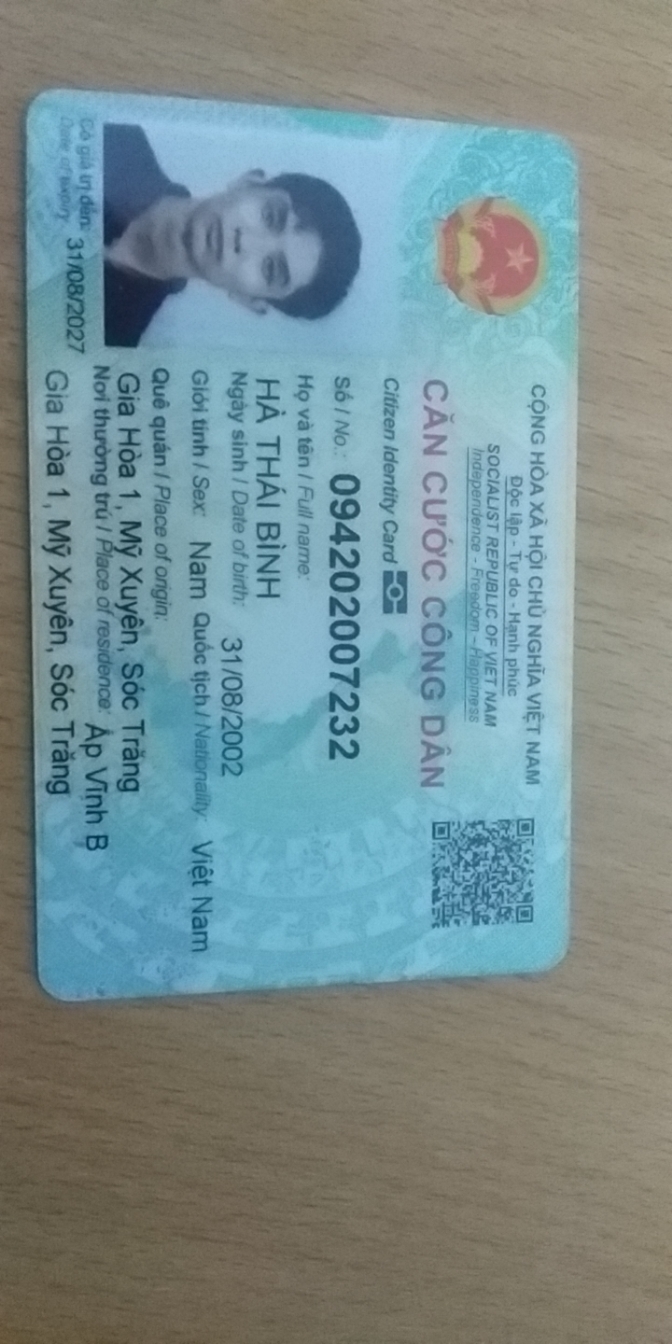 CỘNG HÒA XÃ HỘI CHỦ NGHĨA VIỆT NAM
Độc lập - Tự do - Hạnh phúc
SOCIALIST REPUBLIC OF VIET NAM
Independence - Freedom - Happiness
CĂN CƯỚC CÔNG DÂN
Citizen Identity Card
Số / No.: 094202007232
Họ và tên / Full name:
HÀ THÁI BÌNH
Ngày sinh / Date of birth: 31/08/2002
Giới tính / Sex: Nam Quốc tịch / Nationality: Việt Nam
Quê quán / Place of origin:
Gia Hòa 1, Mỹ Xuyên, Sóc Trăng
Nơi thường trú / Place of residence: Ấp Vĩnh B
Gia Hòa 1, Mỹ Xuyên, Sóc Trăng
Có giá trị đến: 31/08/2027
Date of expiry